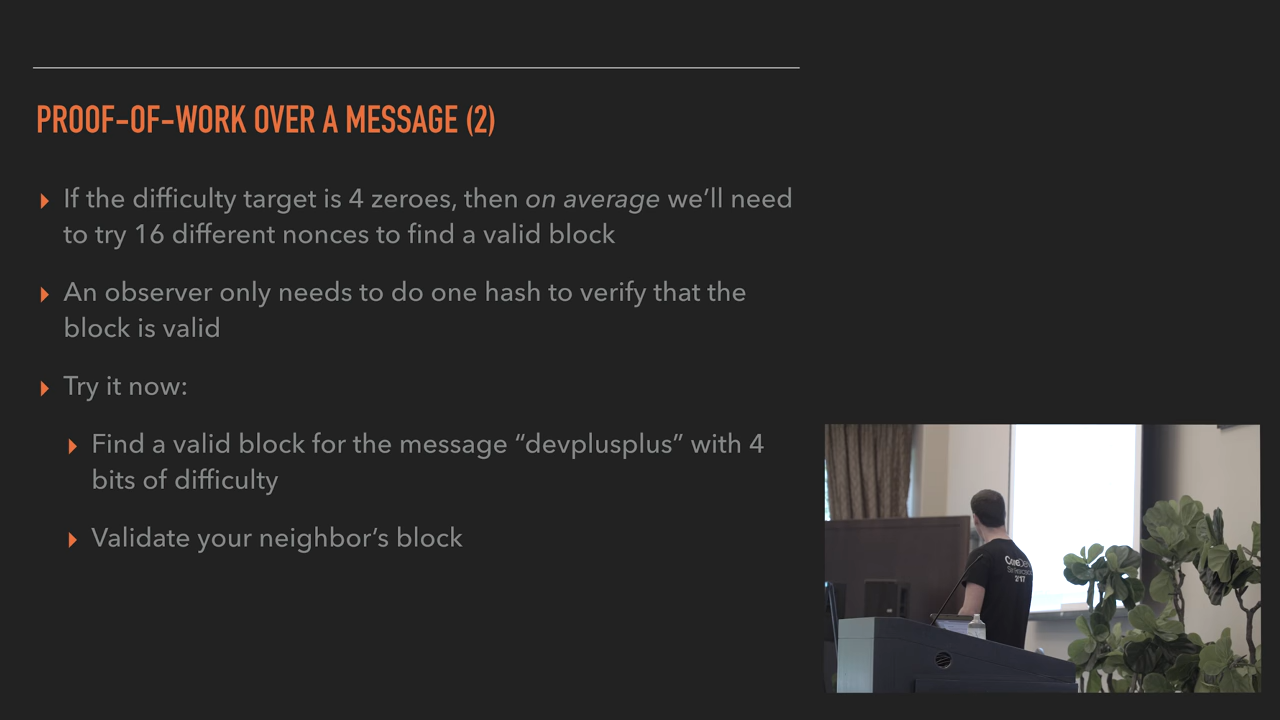 PROOF-OF-WORK OVER A MESSAGE (2)
If the difficulty target is 4 zeroes, then on average we’ll need
to try 16 different nonces to find a valid block
An observer only needs to do one hash to verify that the
block is valid
Try it now:
Find a valid block for the message “devplusplus” with 4
bits of difficulty
Validate your neighbor’s block